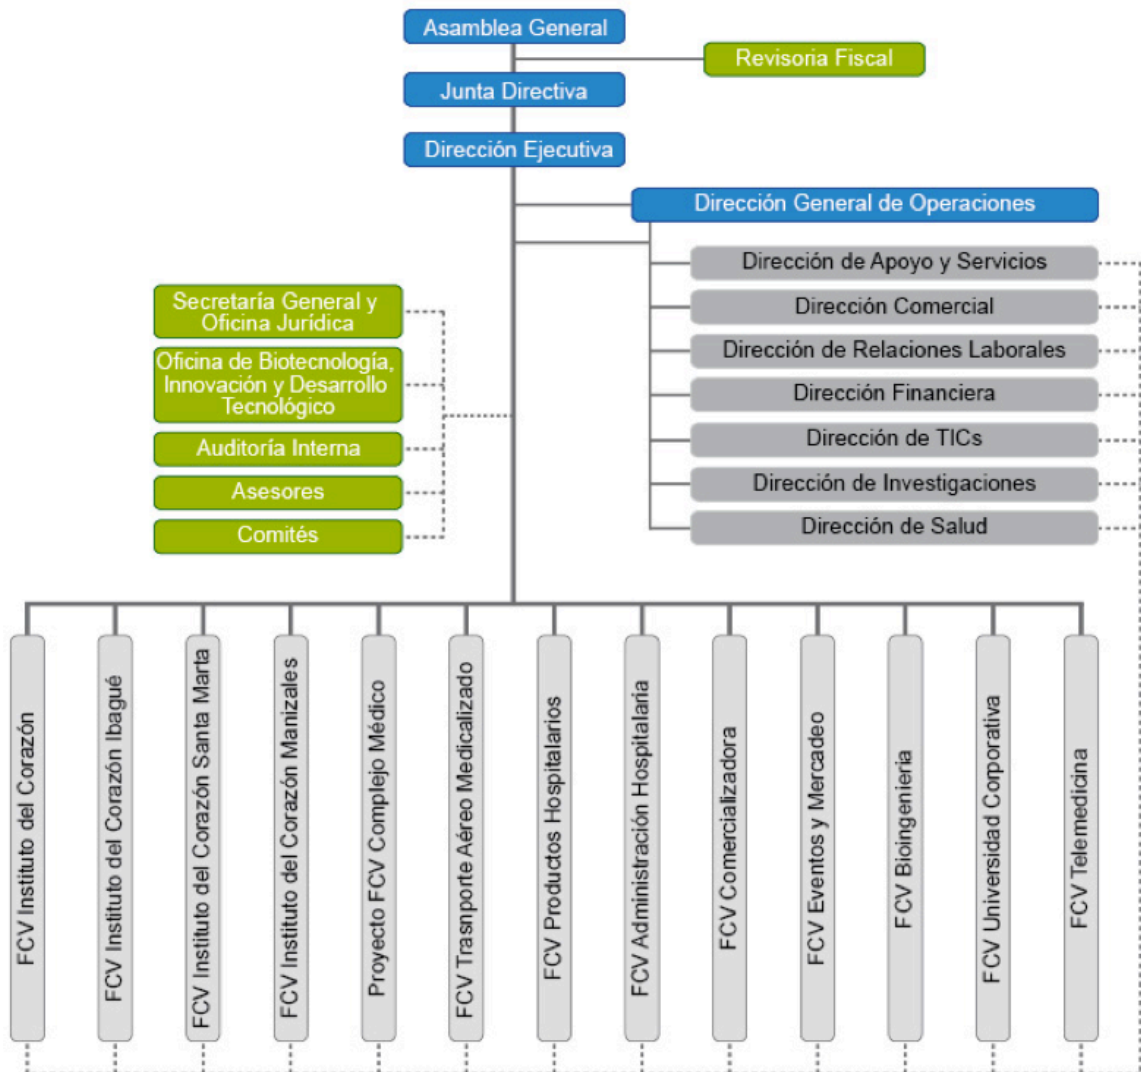 Asamblea General
Revisoria Fiscal
Junta Directiva
Dirección Ejecutiva
Dirección General de Operaciones
Dirección de Apoyo y Servicios
Dirección Comercial
Dirección de Relaciones Laborales
Dirección Financiera
Dirección de TICs
Dirección de Investigaciones
Dirección de Salud
Secretaría General y
Oficina Jurídica
Oficina de Biotecnología,
Innovación y Desarrollo
Tecnológico
Auditoría Interna
Asesores
Comités
FCV Instituto del Corazón
FCV Instituto del Corazón Ibagué
FCV Instituto del Corazón Santa Marta
FCV Instituto del Corazón Manizales
Proyecto FCV Complejo Médico
FCV Trasnporte Aéreo Medicalizado
FCV Productos Hospitalarios
FCV Administración Hospitalaria
FCV Comercializadora
FCV Eventos y Mercadeo
FCV Bioingenieria
FCV Universidad Corporativa
FCV Telemedicina